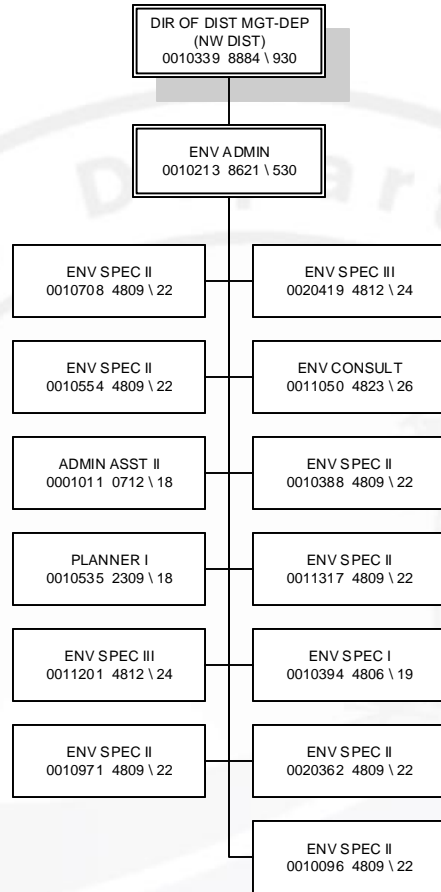 DIR OF DIST MGT-DEP
(NW DIST)
0010339 8884 \ 930
ENV ADMIN
0010213 8621 \ 530
ENV SPEC II
0010708 4809 \ 22
ENV SPEC III
0020419 4812 \ 24
ENV SPEC II
0010554 4809 \ 22
ENV CONSULT
0011050 4823 \ 26
ADMIN ASST II
0001011 0712 \ 18
ENV SPEC II
0010388 4809 \ 22
PLANNER I
0010535 2309 \ 18
ENV SPEC II
0011317 4809 \ 22
ENV SPEC III
0011201 4812 \ 24
ENV SPEC I
0010394 4806 \ 19
ENV SPEC II
0010971 4809 \ 22
ENV SPEC II
0020362 4809 \ 22
ENV SPEC II
0010096 4809 \ 22